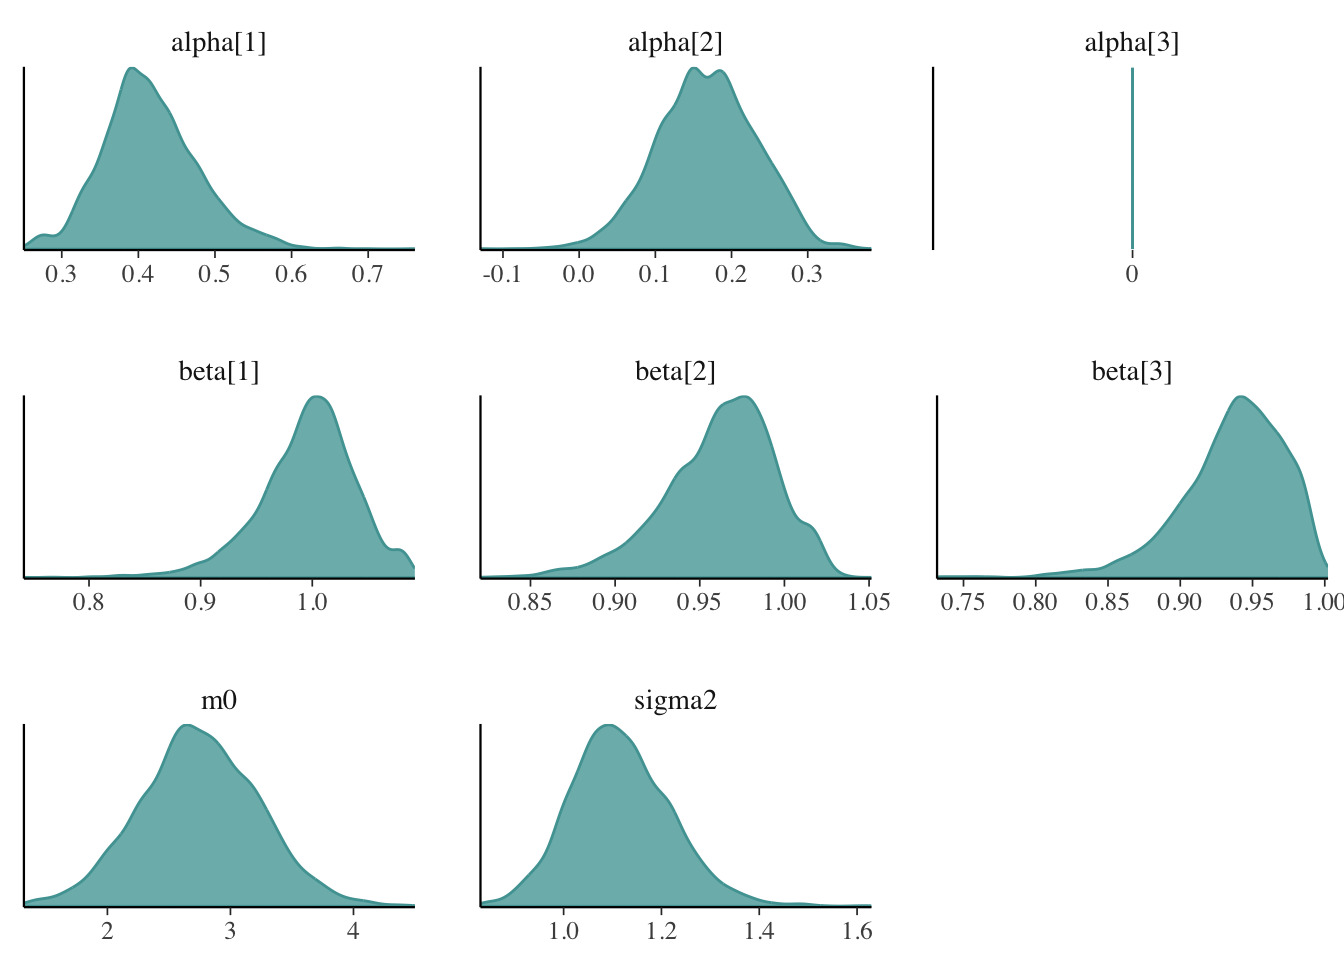 alpha[1] alpha[2] alpha[3]
0.3 0.4 0.5 0.6 0.7 -0.1 0.0 0.1 0.2 0.3 0
beta[1] beta[2] beta[3]
0.8 0.9 1.0 0.85 0.90 0.95 1.00 1.05 0.75 0.80 0.85 0.90 0.95 1.00
m0 sigma2
2 3 4 1.0 1.2 1.4 1.6